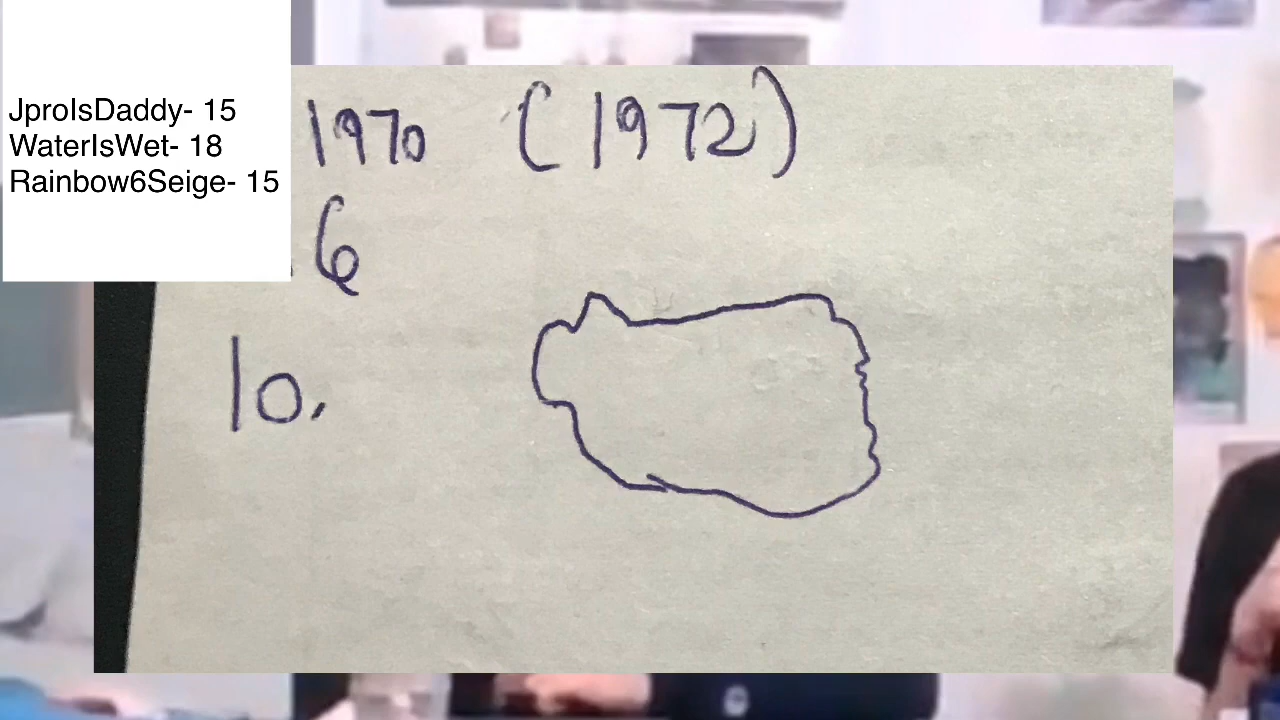 JproIsDaddy- 15
WaterIsWet- 18
Rainbow6Seige- 15
1970 (1972)
. 6
10.